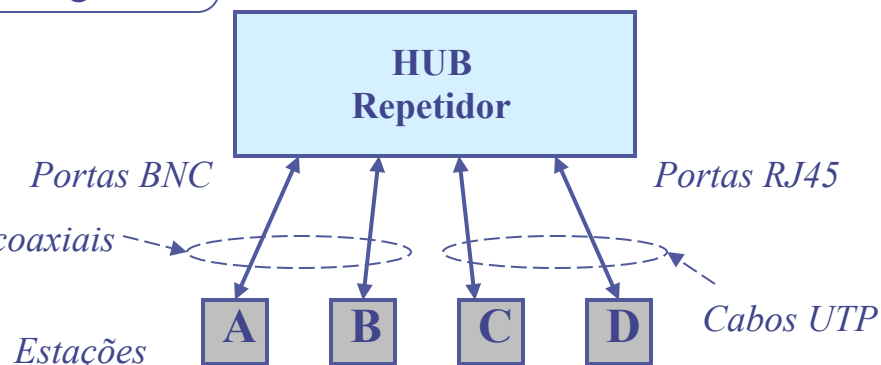 HUB
Repetidor
Portas BNC
Portas RJ45
coaxiais
A B C D
Cabos UTP
Estações